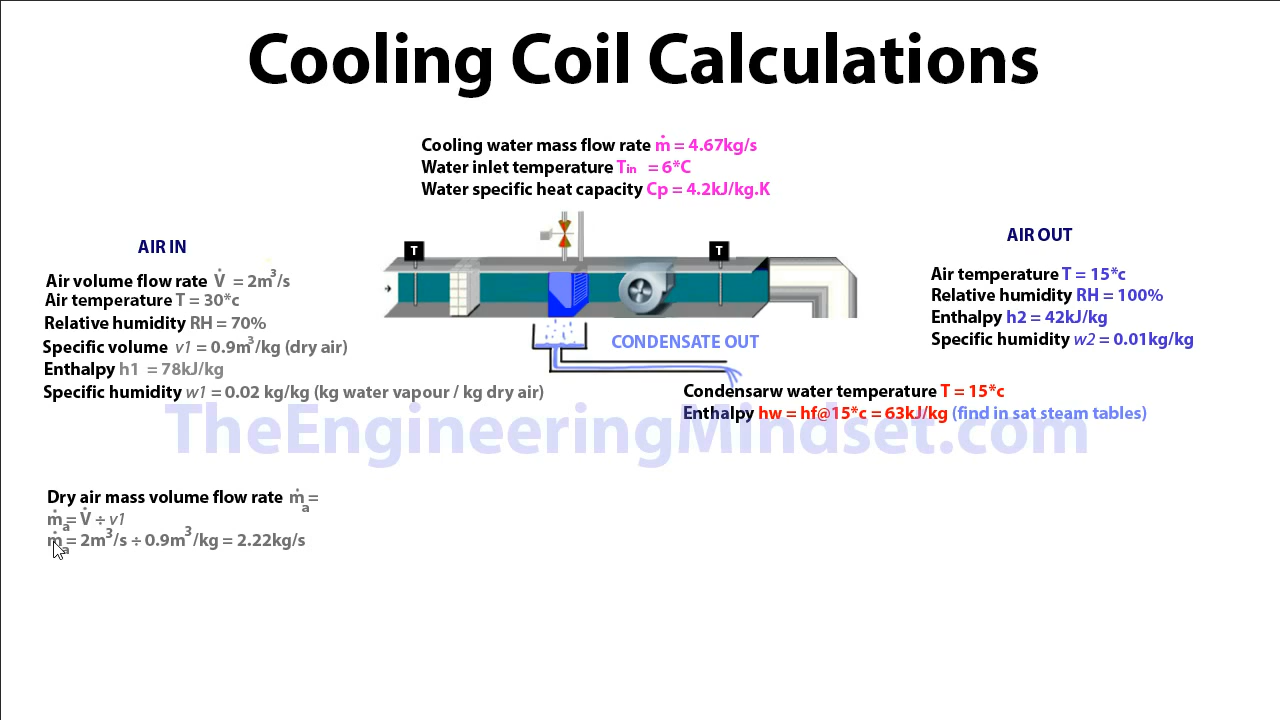 Cooling Coil Calculations
Cooling water mass flow rate ṁ = 4.67kg/s
Water inlet temperature Tin = 6*C
Water specific heat capacity Cp = 4.2kJ/kg.K
T
T
AIR IN
Air volume flow rate V̇ = 2m³/s
Air temperature T = 30*c
Relative humidity RH = 70%
Specific volume v1 = 0.9m³/kg (dry air)
Enthalpy h1 = 78kJ/kg
Specific humidity w1 = 0.02 kg/kg (kg water vapour / kg dry air)
AIR OUT
Air temperature T = 15*c
Relative humidity RH = 100%
Enthalpy h2 = 42kJ/kg
Specific humidity w2 = 0.01kg/kg
CONDENSATE OUT
Condensarw water temperature T = 15*c
Enthalpy hw = hf@15*c = 63kJ/kg (find in sat steam tables)
TheEngineeringMindset.com
Dry air mass volume flow rate ṁa =
ṁa = V̇ ÷ v1
ṁa = 2m³/s ÷ 0.9m³/kg = 2.22kg/s